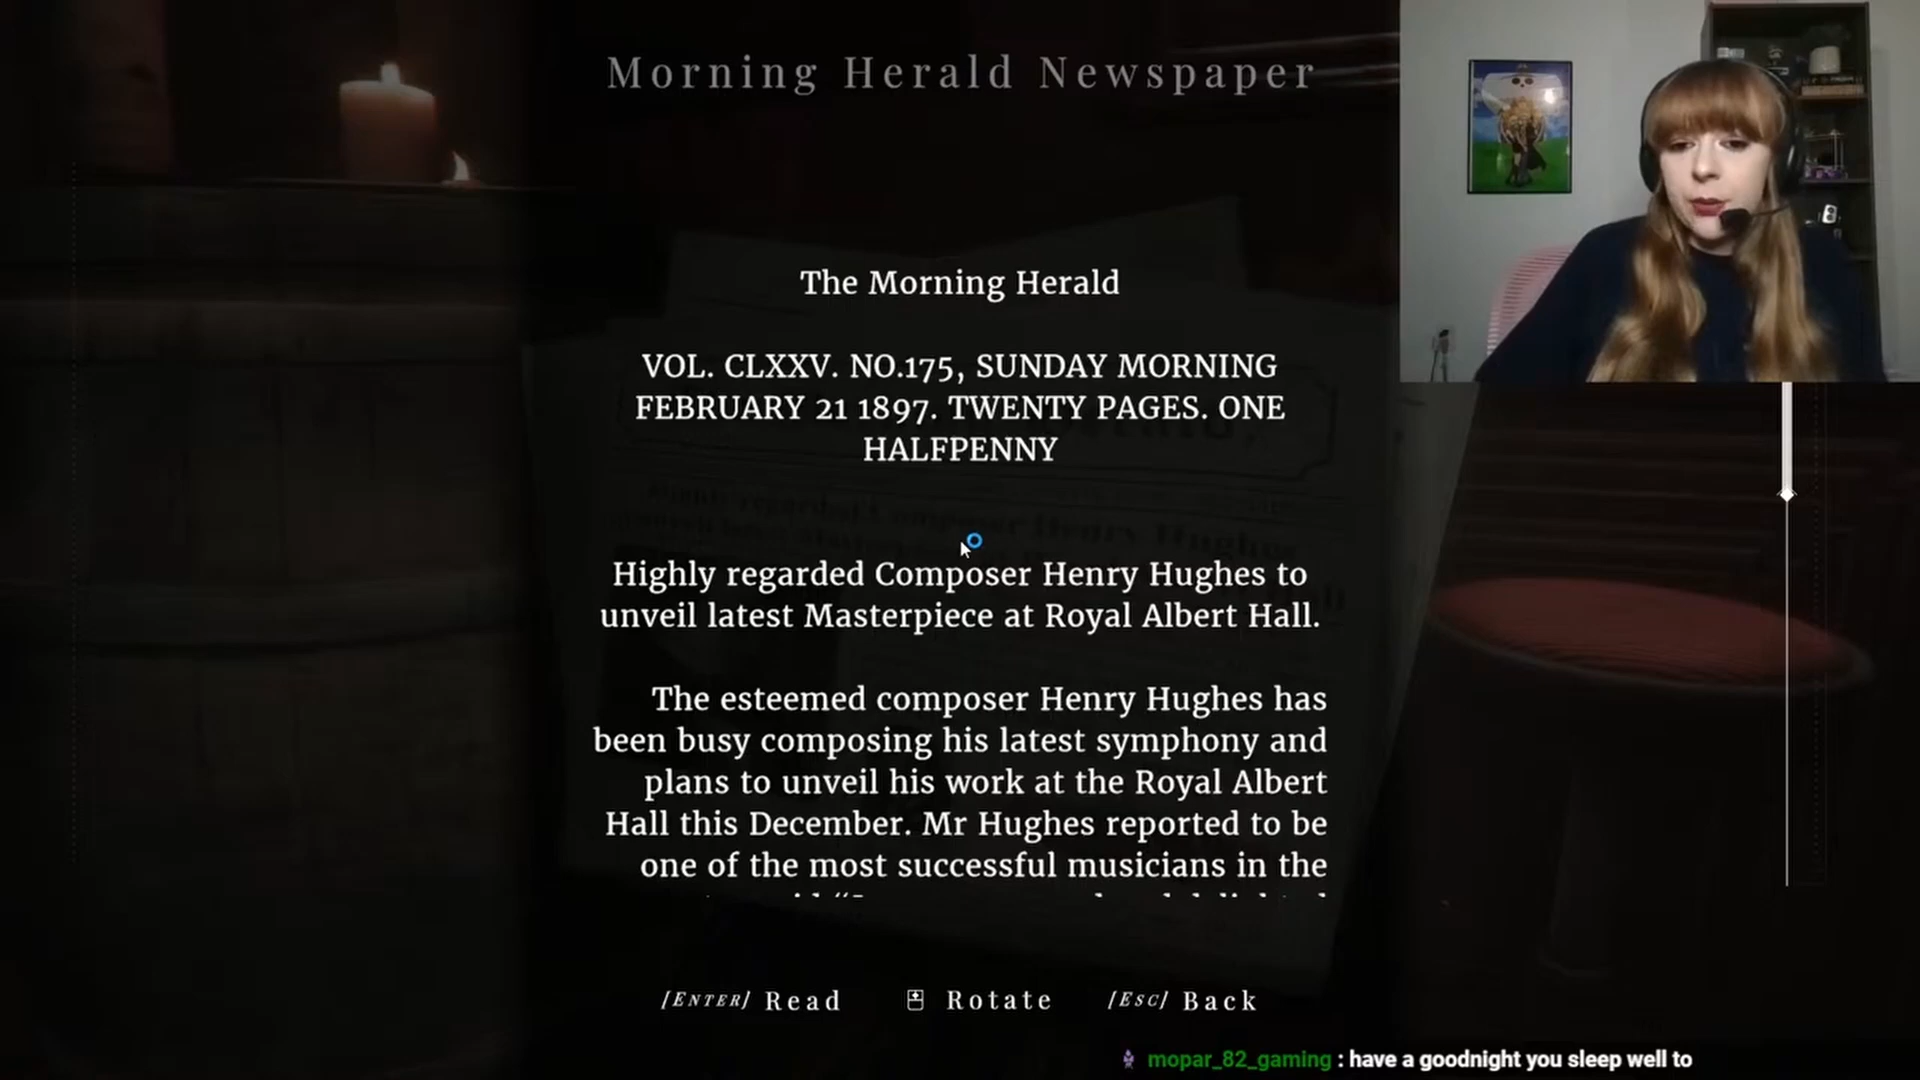 Morning Herald Newspaper
The Morning Herald
VOL. CLXXV. NO.175, SUNDAY MORNING
FEBRUARY 21 1897. TWENTY PAGES. ONE
HALFPENNY
Highly regarded Composer Henry Hughes to
unveil latest Masterpiece at Royal Albert Hall.
The esteemed composer Henry Hughes has
been busy composing his latest symphony and
plans to unveil his work at the Royal Albert
Hall this December. Mr Hughes reported to be
one of the most successful musicians in the
[ENTER] Read Rotate [ESC] Back
mopar_82_gaming : have a goodnight you sleep well to